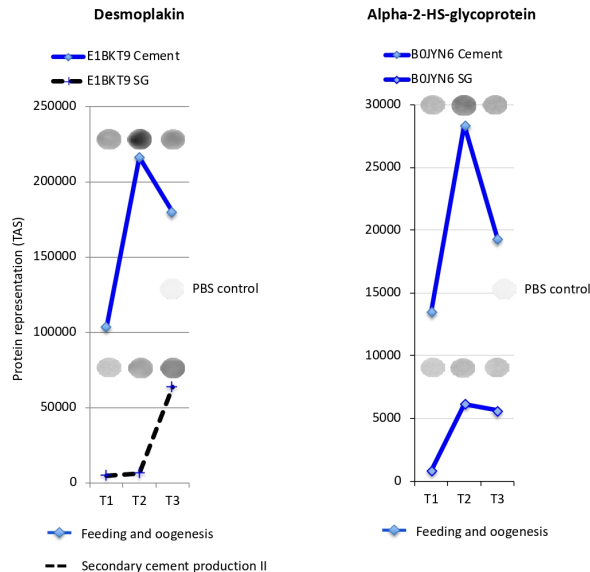 Desmoplakin
E1BKT9 Cement
E1BKT9 SG
250000
200000
150000
100000
50000
0
Protein representation (TAS)
PBS control
T1 T2 T3
Feeding and oogenesis
Secondary cement production II
Alpha-2-HS-glycoprotein
B0JYN6 Cement
B0JYN6 SG
30000
25000
20000
15000
10000
5000
0
PBS control
T1 T2 T3
Feeding and oogenesis